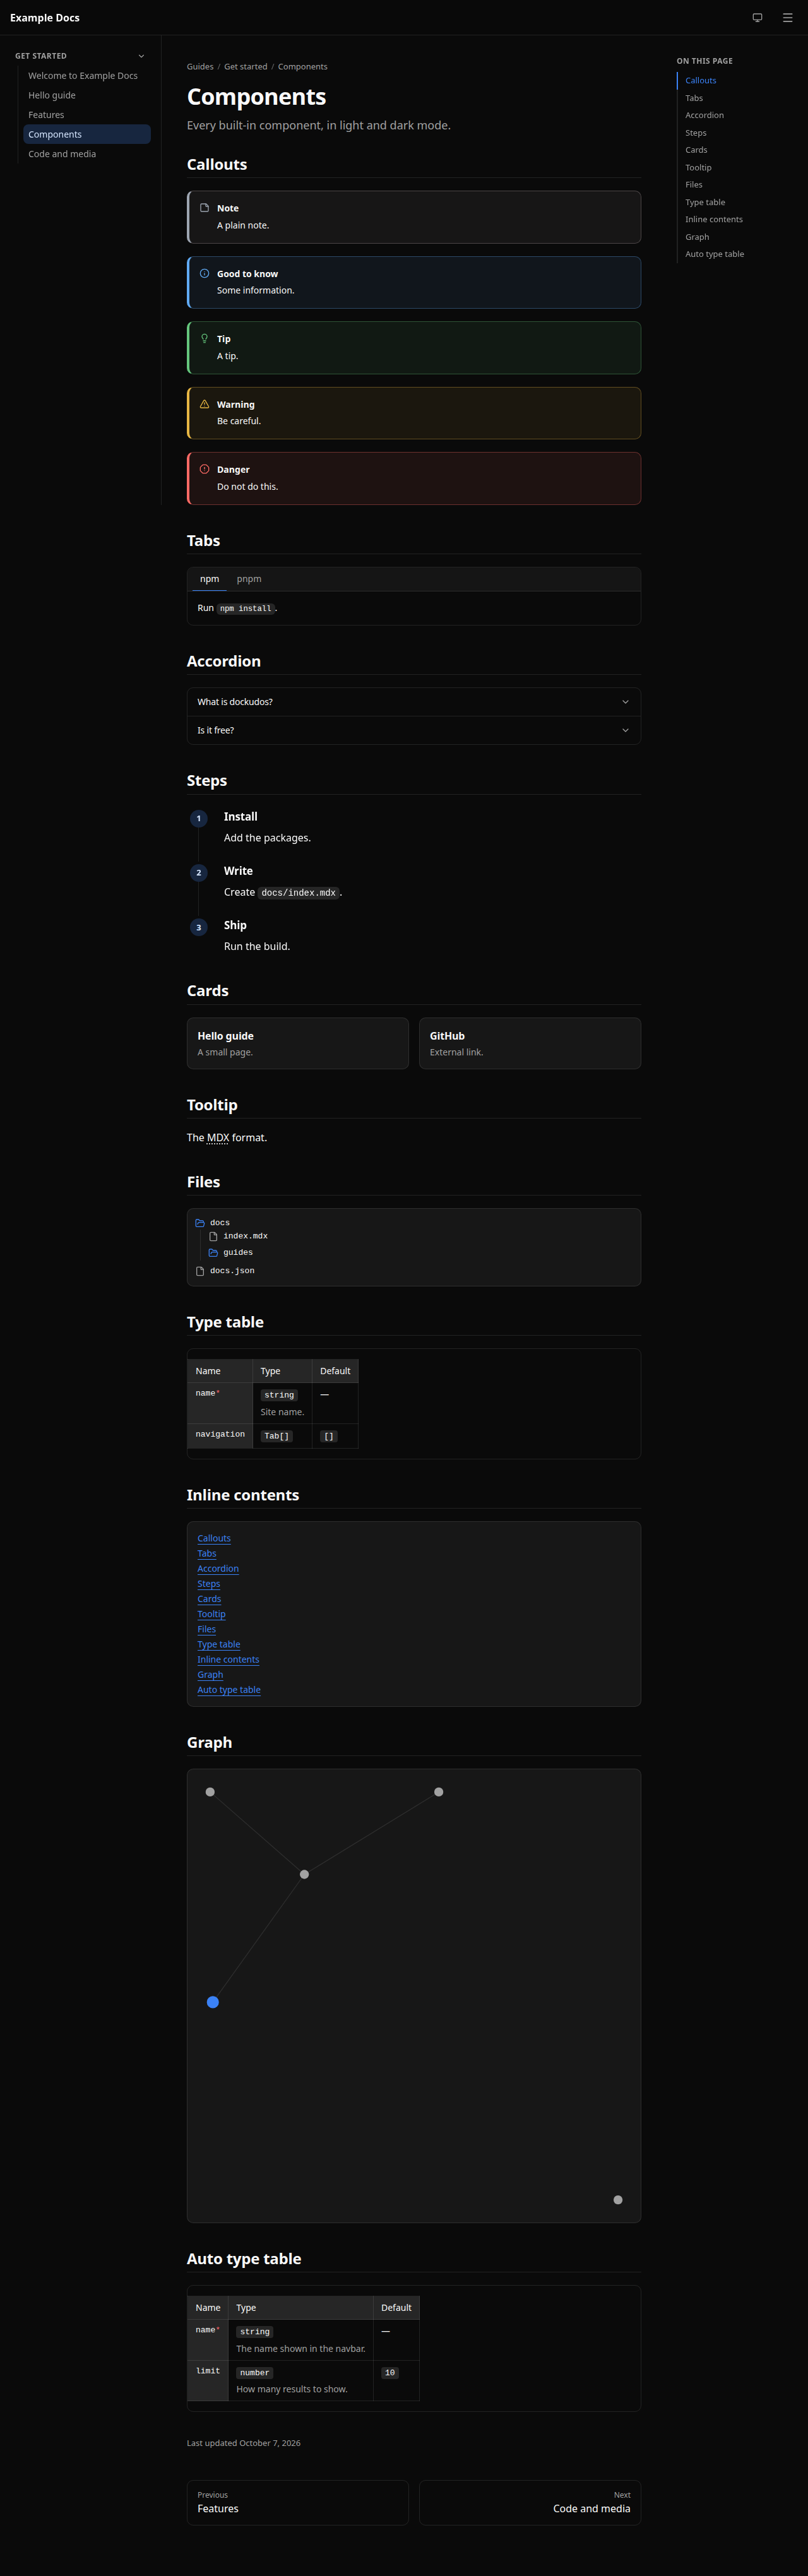 Example Docs
GET STARTED
Welcome to Example Docs
Hello guide
Features
Components
Code and media
Guides / Get started / Components
Components
Every built-in component, in light and dark mode.
Callouts
Note
A plain note.
Good to know
Some information.
Tip
A tip.
Warning
Be careful.
Danger
Do not do this.
Tabs
npm pnpm
Run npm install.
Accordion
What is dockudos?
Is it free?
Steps
1 Install
Add the packages.
2 Write
Create docs/index.mdx.
3 Ship
Run the build.
Cards
Hello guide
A small page.
GitHub
External link.
Tooltip
The MDX format.
Files
docs
index.mdx
guides
docs.json
Type table
Name Type Default
name* string —
Site name.
navigation Tab[] []
Inline contents
Callouts
Tabs
Accordion
Steps
Cards
Tooltip
Files
Type table
Inline contents
Graph
Auto type table
Graph
Auto type table
Name Type Default
name* string —
The name shown in the navbar.
limit number 10
How many results to show.
Last updated October 7, 2026
Previous
Features
Next
Code and media
ON THIS PAGE
Callouts
Tabs
Accordion
Steps
Cards
Tooltip
Files
Type table
Inline contents
Graph
Auto type table